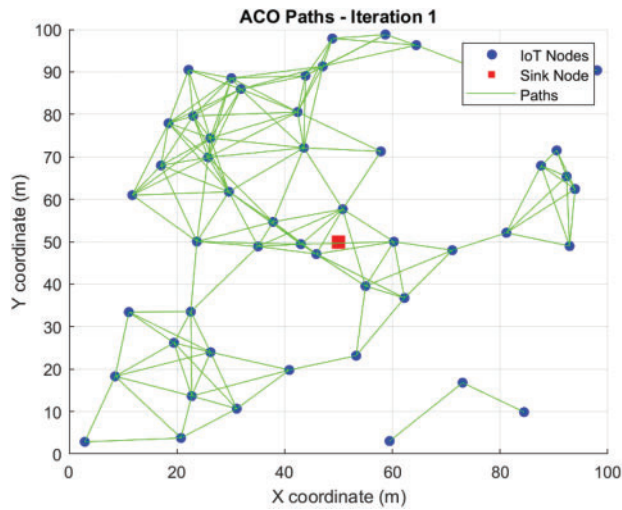 ACO Paths - Iteration 1
IoT Nodes
Sink Node
Paths
100
90
80
70
60
50
40
30
20
10
0
Y coordinate (m)
0 20 40 60 80 100
X coordinate (m)